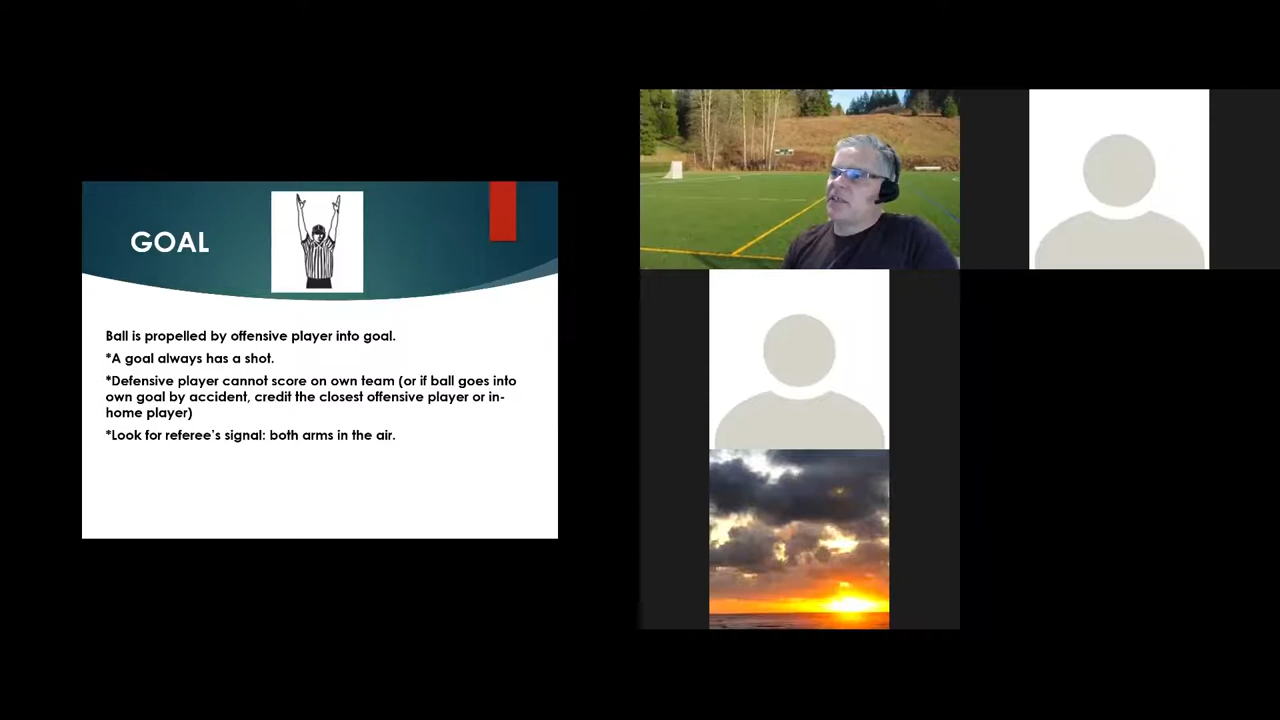 GOAL
Ball is propelled by offensive player into goal.
*A goal always has a shot.
*Defensive player cannot score on own team (or if ball goes into
own goal by accident, credit the closest offensive player or in-
home player)
*Look for referee's signal: both arms in the air.